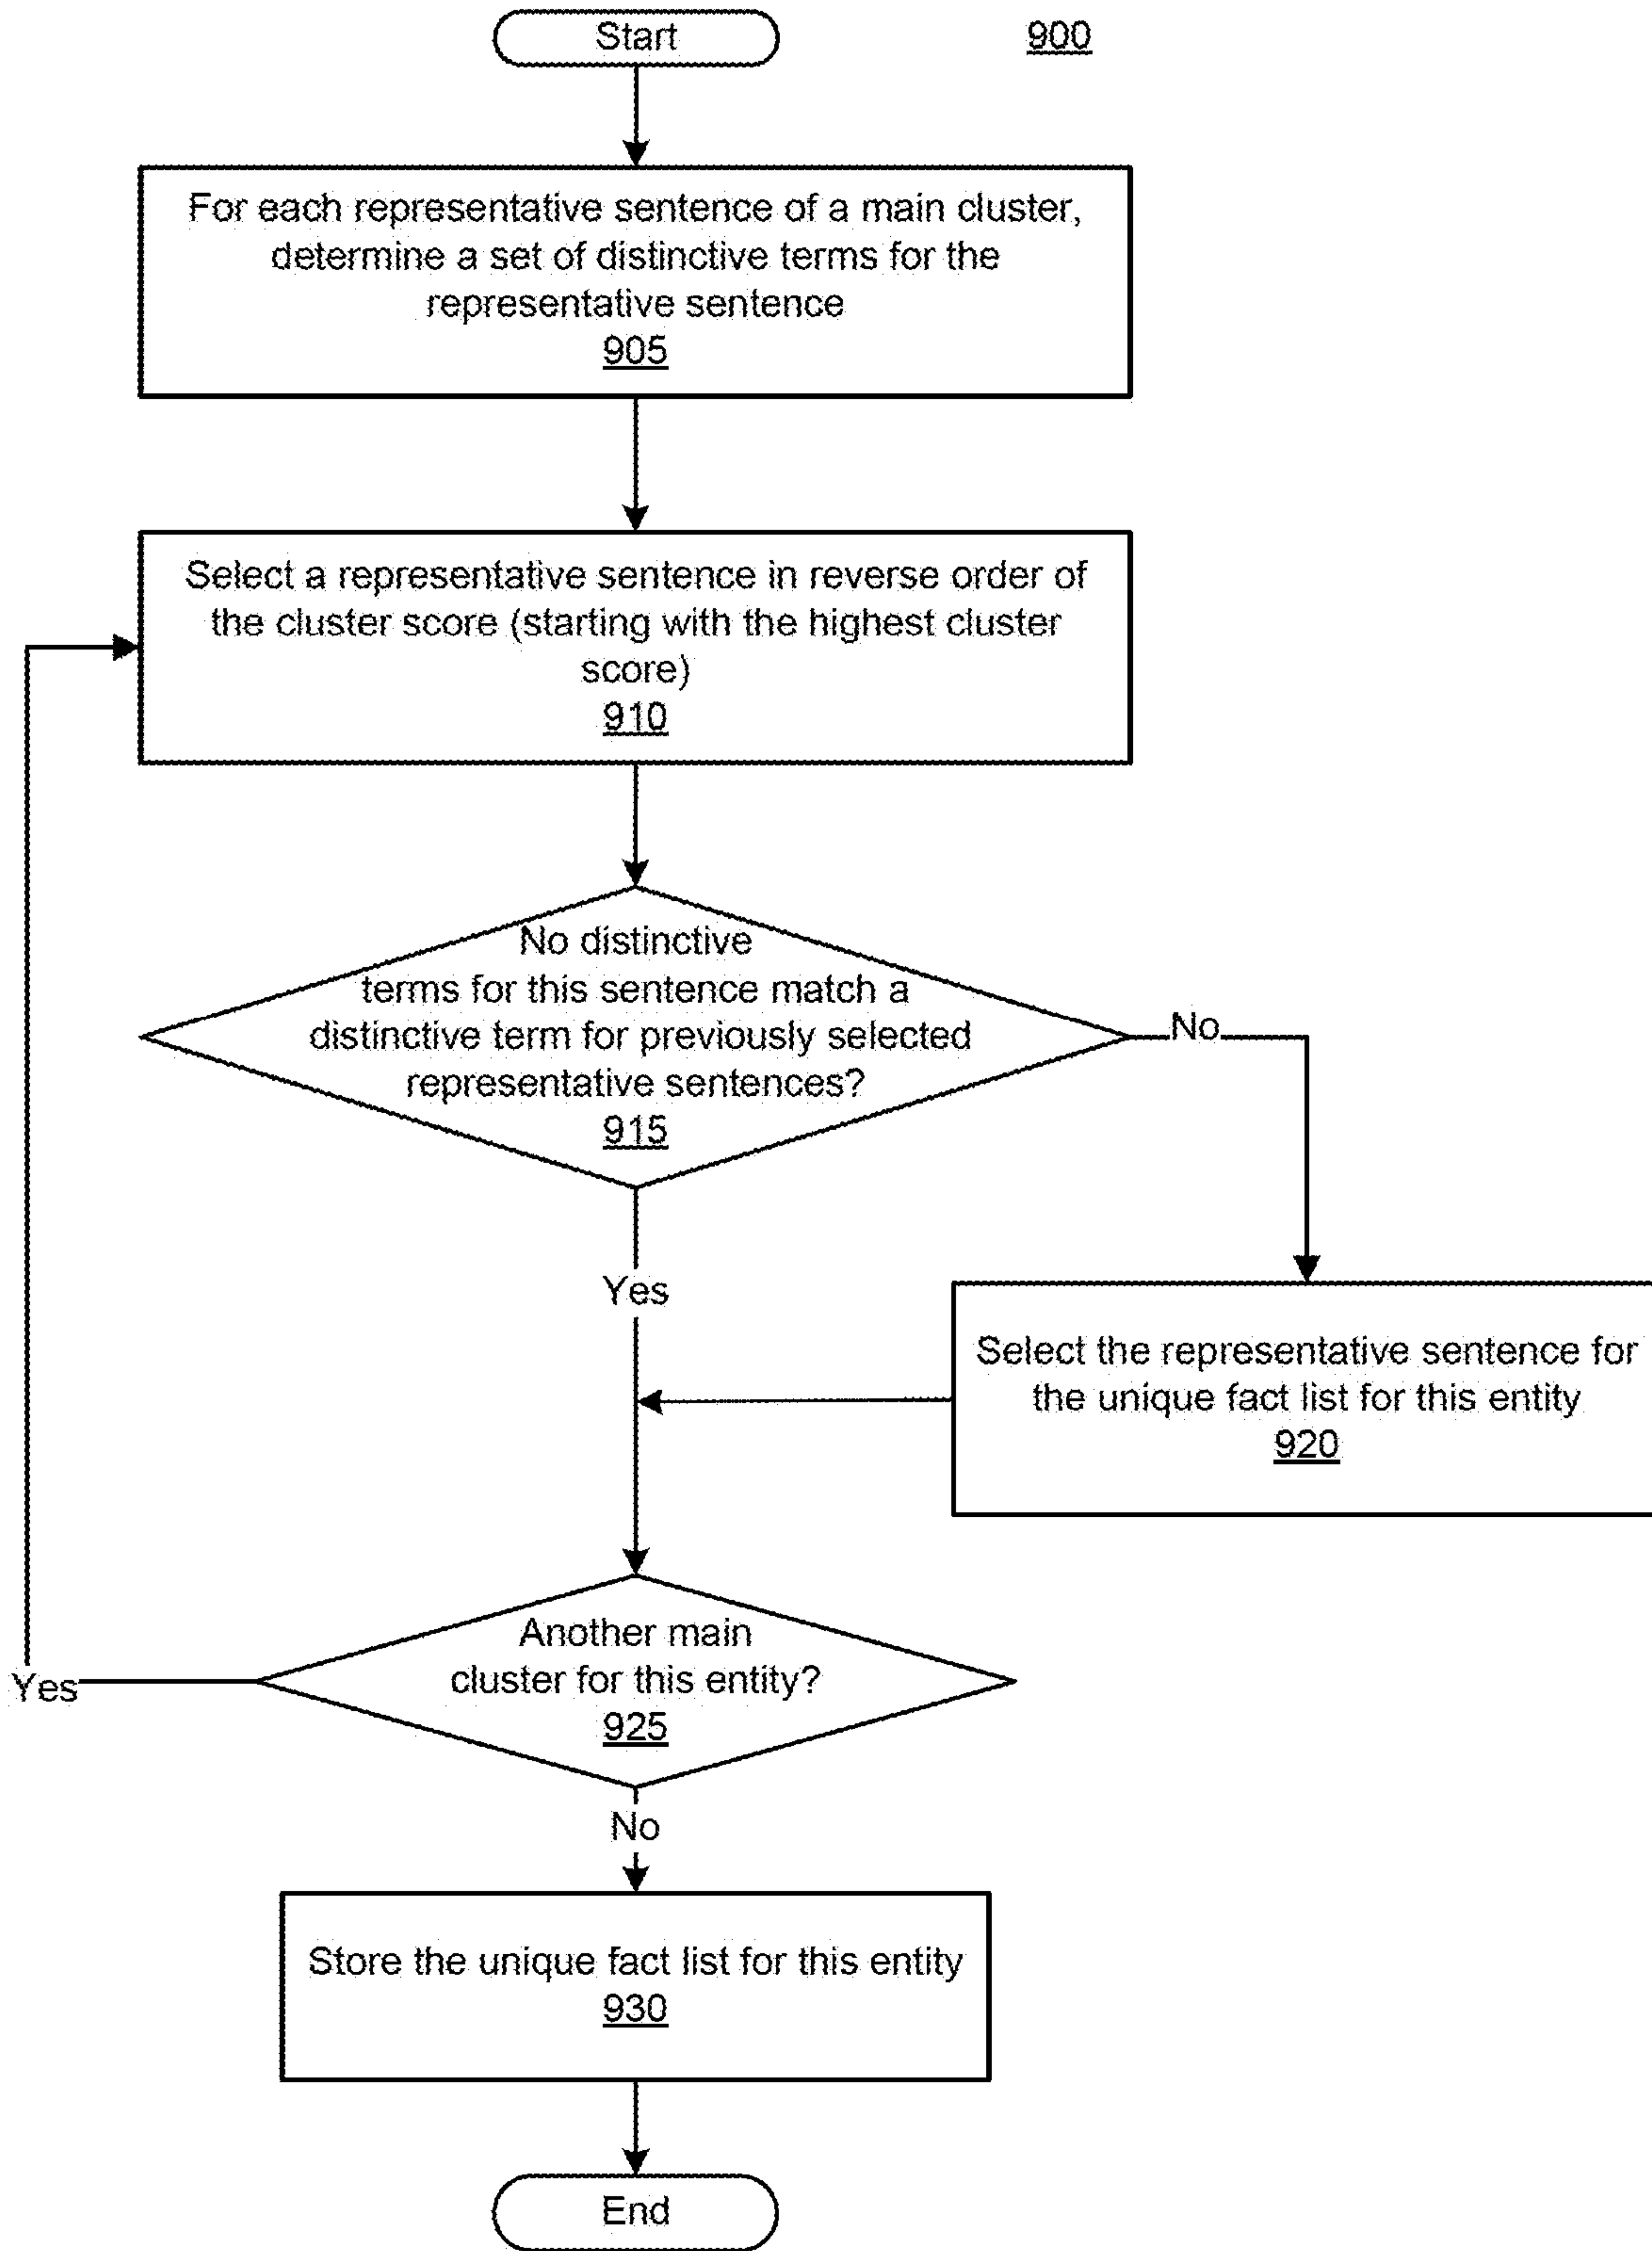 Start
900
For each representative sentence of a main cluster,
determine a set of distinctive terms for the
representative sentence
905
Select a representative sentence in reverse order of
the cluster score (starting with the highest cluster
score)
910
No distinctive
terms for this sentence match a
distinctive term for previously selected
representative sentences?
915
No
Yes
Select the representative sentence for
the unique fact list for this entity
920
Another main
cluster for this entity?
925
Yes
No
Store the unique fact list for this entity
930
End